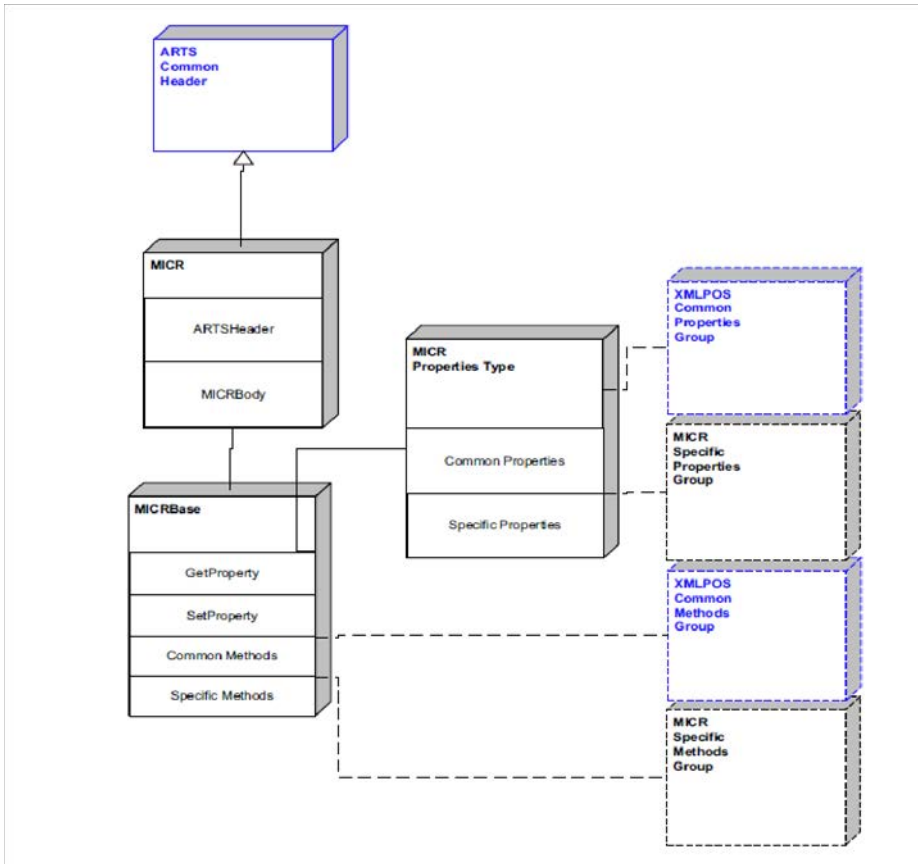 ARTS
Common
Header
MICR
ARTSHeader
MICRBody
MICR
Properties Type
Common Properties
Specific Properties
XMLPOS
Common
Properties
Group
MICR
Specific
Properties
Group
MICRBase
GetProperty
SetProperty
Common Methods
Specific Methods
XMLPOS
Common
Methods
Group
MICR
Specific
Methods
Group